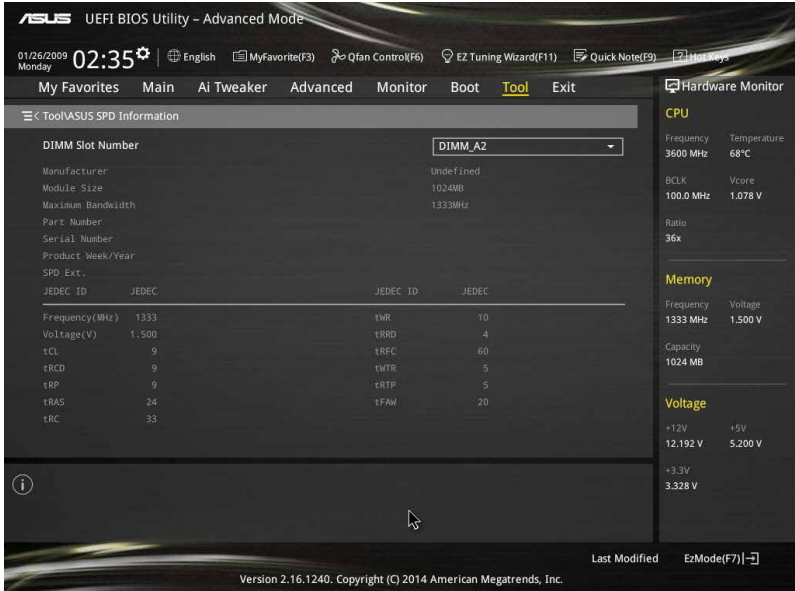 ASUS UEFI BIOS Utility – Advanced Mode
01/26/2009 Monday 02:35 English MyFavorite(F3) Qfan Control(F6) EZ Tuning Wizard(F11) Quick Note(F9) ? Hot Keys
My Favorites Main Ai Tweaker Advanced Monitor Boot Tool Exit
Hardware Monitor
< Tool\ASUS SPD Information
DIMM Slot Number DIMM_A2
Manufacturer Undefined
Module Size 1024MB
Maximum Bandwidth 1333MHz
Part Number
Serial Number
Product Week/Year
SPD Ext.
JEDEC ID JEDEC JEDEC ID JEDEC
Frequency(MHz) 1333 tWR 10
Voltage(V) 1.500 tRRD 4
tCL 9 tRFC 60
tRCD 9 tWTR 5
tRP 9 tRTP 5
tRAS 24 tFAW 20
tRC 33
CPU
Frequency Temperature
3600 MHz 68°C
BCLK Vcore
100.0 MHz 1.078 V
Ratio
36x
Memory
Frequency Voltage
1333 MHz 1.500 V
Capacity
1024 MB
Voltage
+12V +5V
12.192 V 5.200 V
+3.3V
3.328 V
i
Last Modified EzMode(F7)
Version 2.16.1240. Copyright (C) 2014 American Megatrends, Inc.